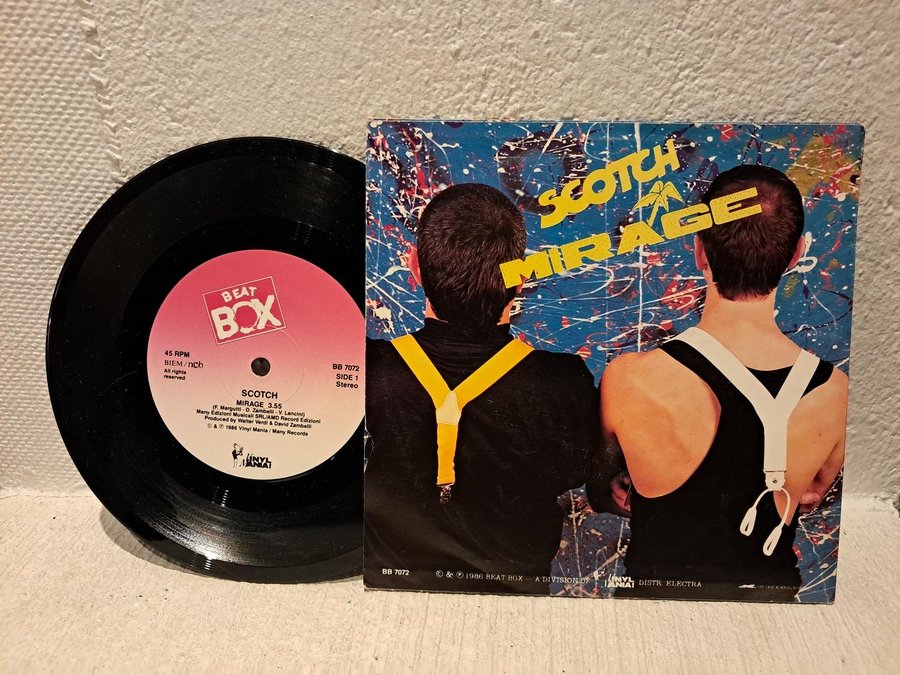 BEAT
BOX
45 RPM
BIEM/ncb
All rights
reserved
BB 7072
SIDE 1
Stereo
SCOTCH
MIRAGE 3.55
(F. Margutti - D. Zambelli - V. Lancini)
Many Edizioni Musicali SRL/AMD Record Edizioni
Produced by Walter Verdi & David Zambelli
© & ℗ 1986 Vinyl Mania / Many Records
VINYL
MANIA!
SCOTCH
MIRAGE
BB 7072 © & ℗ 1986 BEAT BOX - A DIVISION OF VINYL MANIA! DISTR. ELECTRA